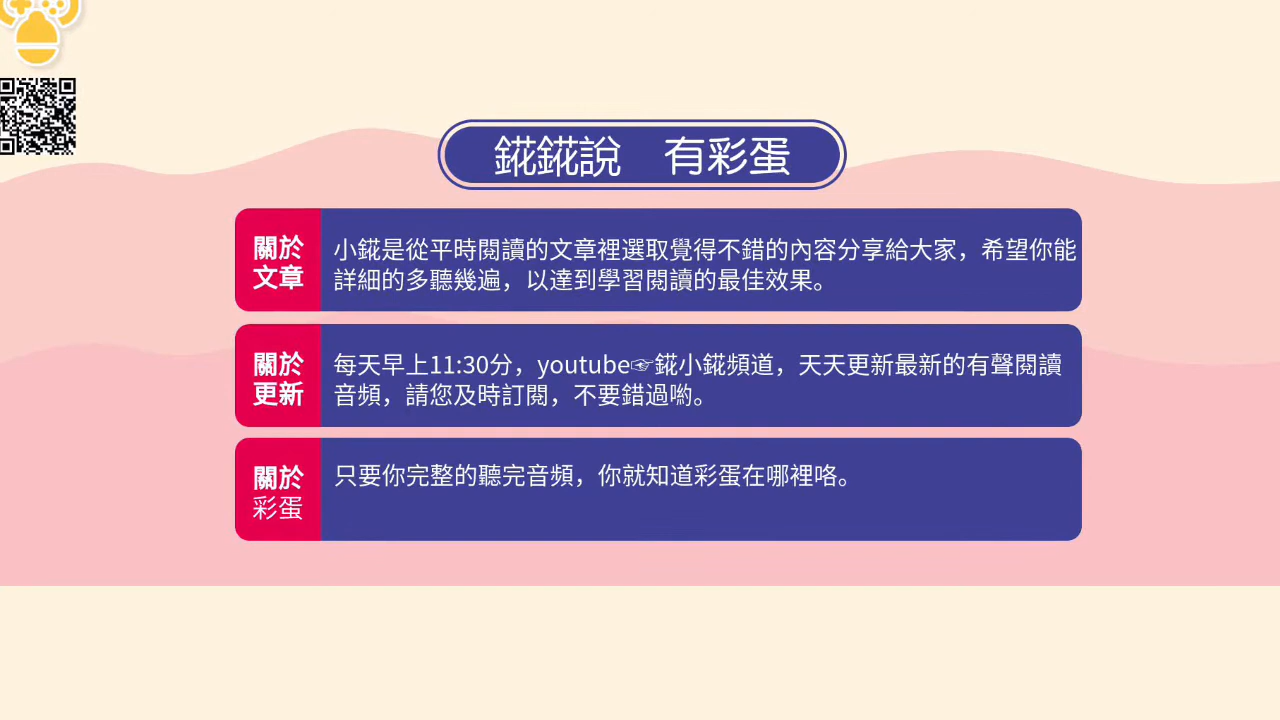 錵錵說　有彩蛋
關於
文章
小錵是從平時閱讀的文章裡選取覺得不錯的內容分享給大家，希望你能
詳細的多聽幾遍，以達到學習閱讀的最佳效果。
關於
更新
每天早上11:30分，youtube☞錵小錵頻道，天天更新最新的有聲閱讀
音頻，請您及時訂閱，不要錯過喲。
關於
彩蛋
只要你完整的聽完音頻，你就知道彩蛋在哪裡咯。